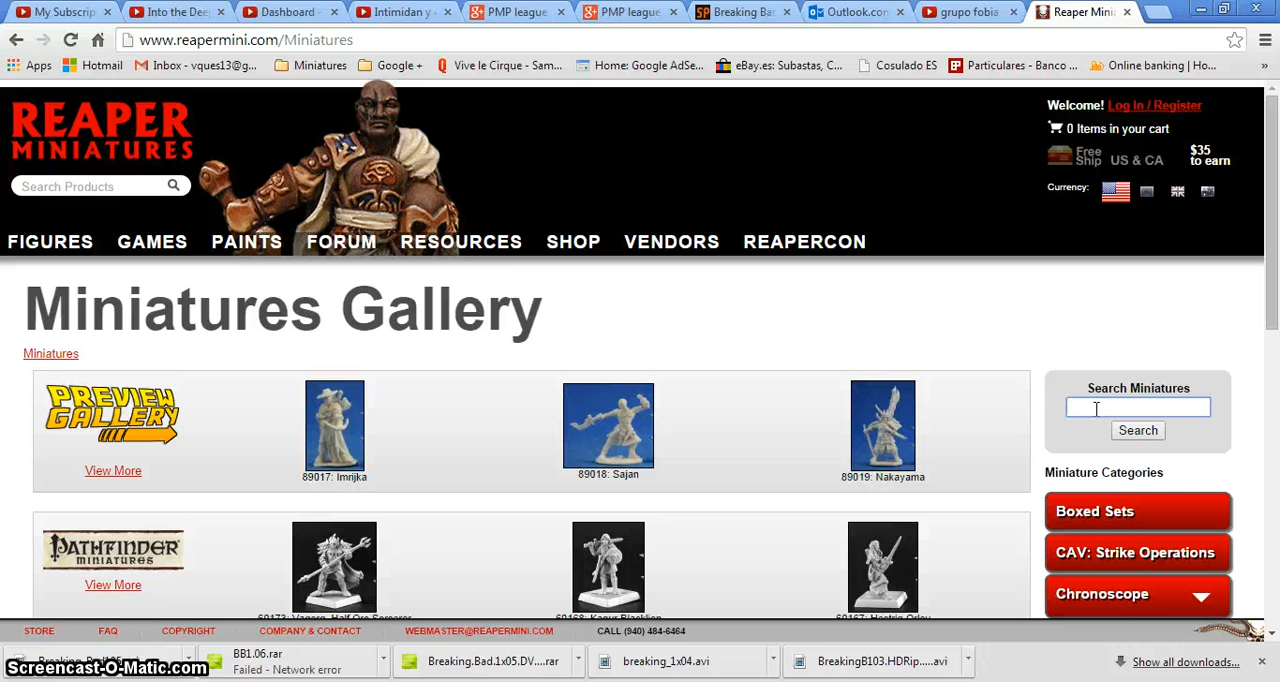 My Subscrip
Into the Dee
Dashboard -
Intimidan y
PMP league
PMP league
Breaking Ba
Outlook.con
grupo fobia
Reaper Mini
www.reapermini.com/Miniatures
Apps
Hotmail
Inbox - vques13@g...
Miniatures
Google +
Vive le Cirque - Sam...
Home: Google AdSe...
eBay.es: Subastas, C...
Cosulado ES
Particulares - Banco ...
Online banking | Ho...
»
REAPER
MINIATURES
Search Products
Welcome! Log In / Register
0 Items in your cart
Free
Ship
US & CA
$35
to earn
Currency:
FIGURES
GAMES
PAINTS
FORUM
RESOURCES
SHOP
VENDORS
REAPERCON
Miniatures Gallery
Miniatures
PREVIEW
GALLERY
View More
89017: Imrijka
89018: Sajan
89019: Nakayama
Search Miniatures
Search
Miniature Categories
Boxed Sets
CAV: Strike Operations
Chronoscope
PATHFINDER
MINIATURES
View More
STORE
FAQ
COPYRIGHT
COMPANY & CONTACT
WEBMASTER@REAPERMINI.COM
CALL (940) 484-6464
BB1.06.rar
Failed - Network error
Breaking.Bad.1x05.DV....rar
breaking_1x04.avi
BreakingB103.HDRip....avi
Show all downloads...
Screencast-O-Matic.com